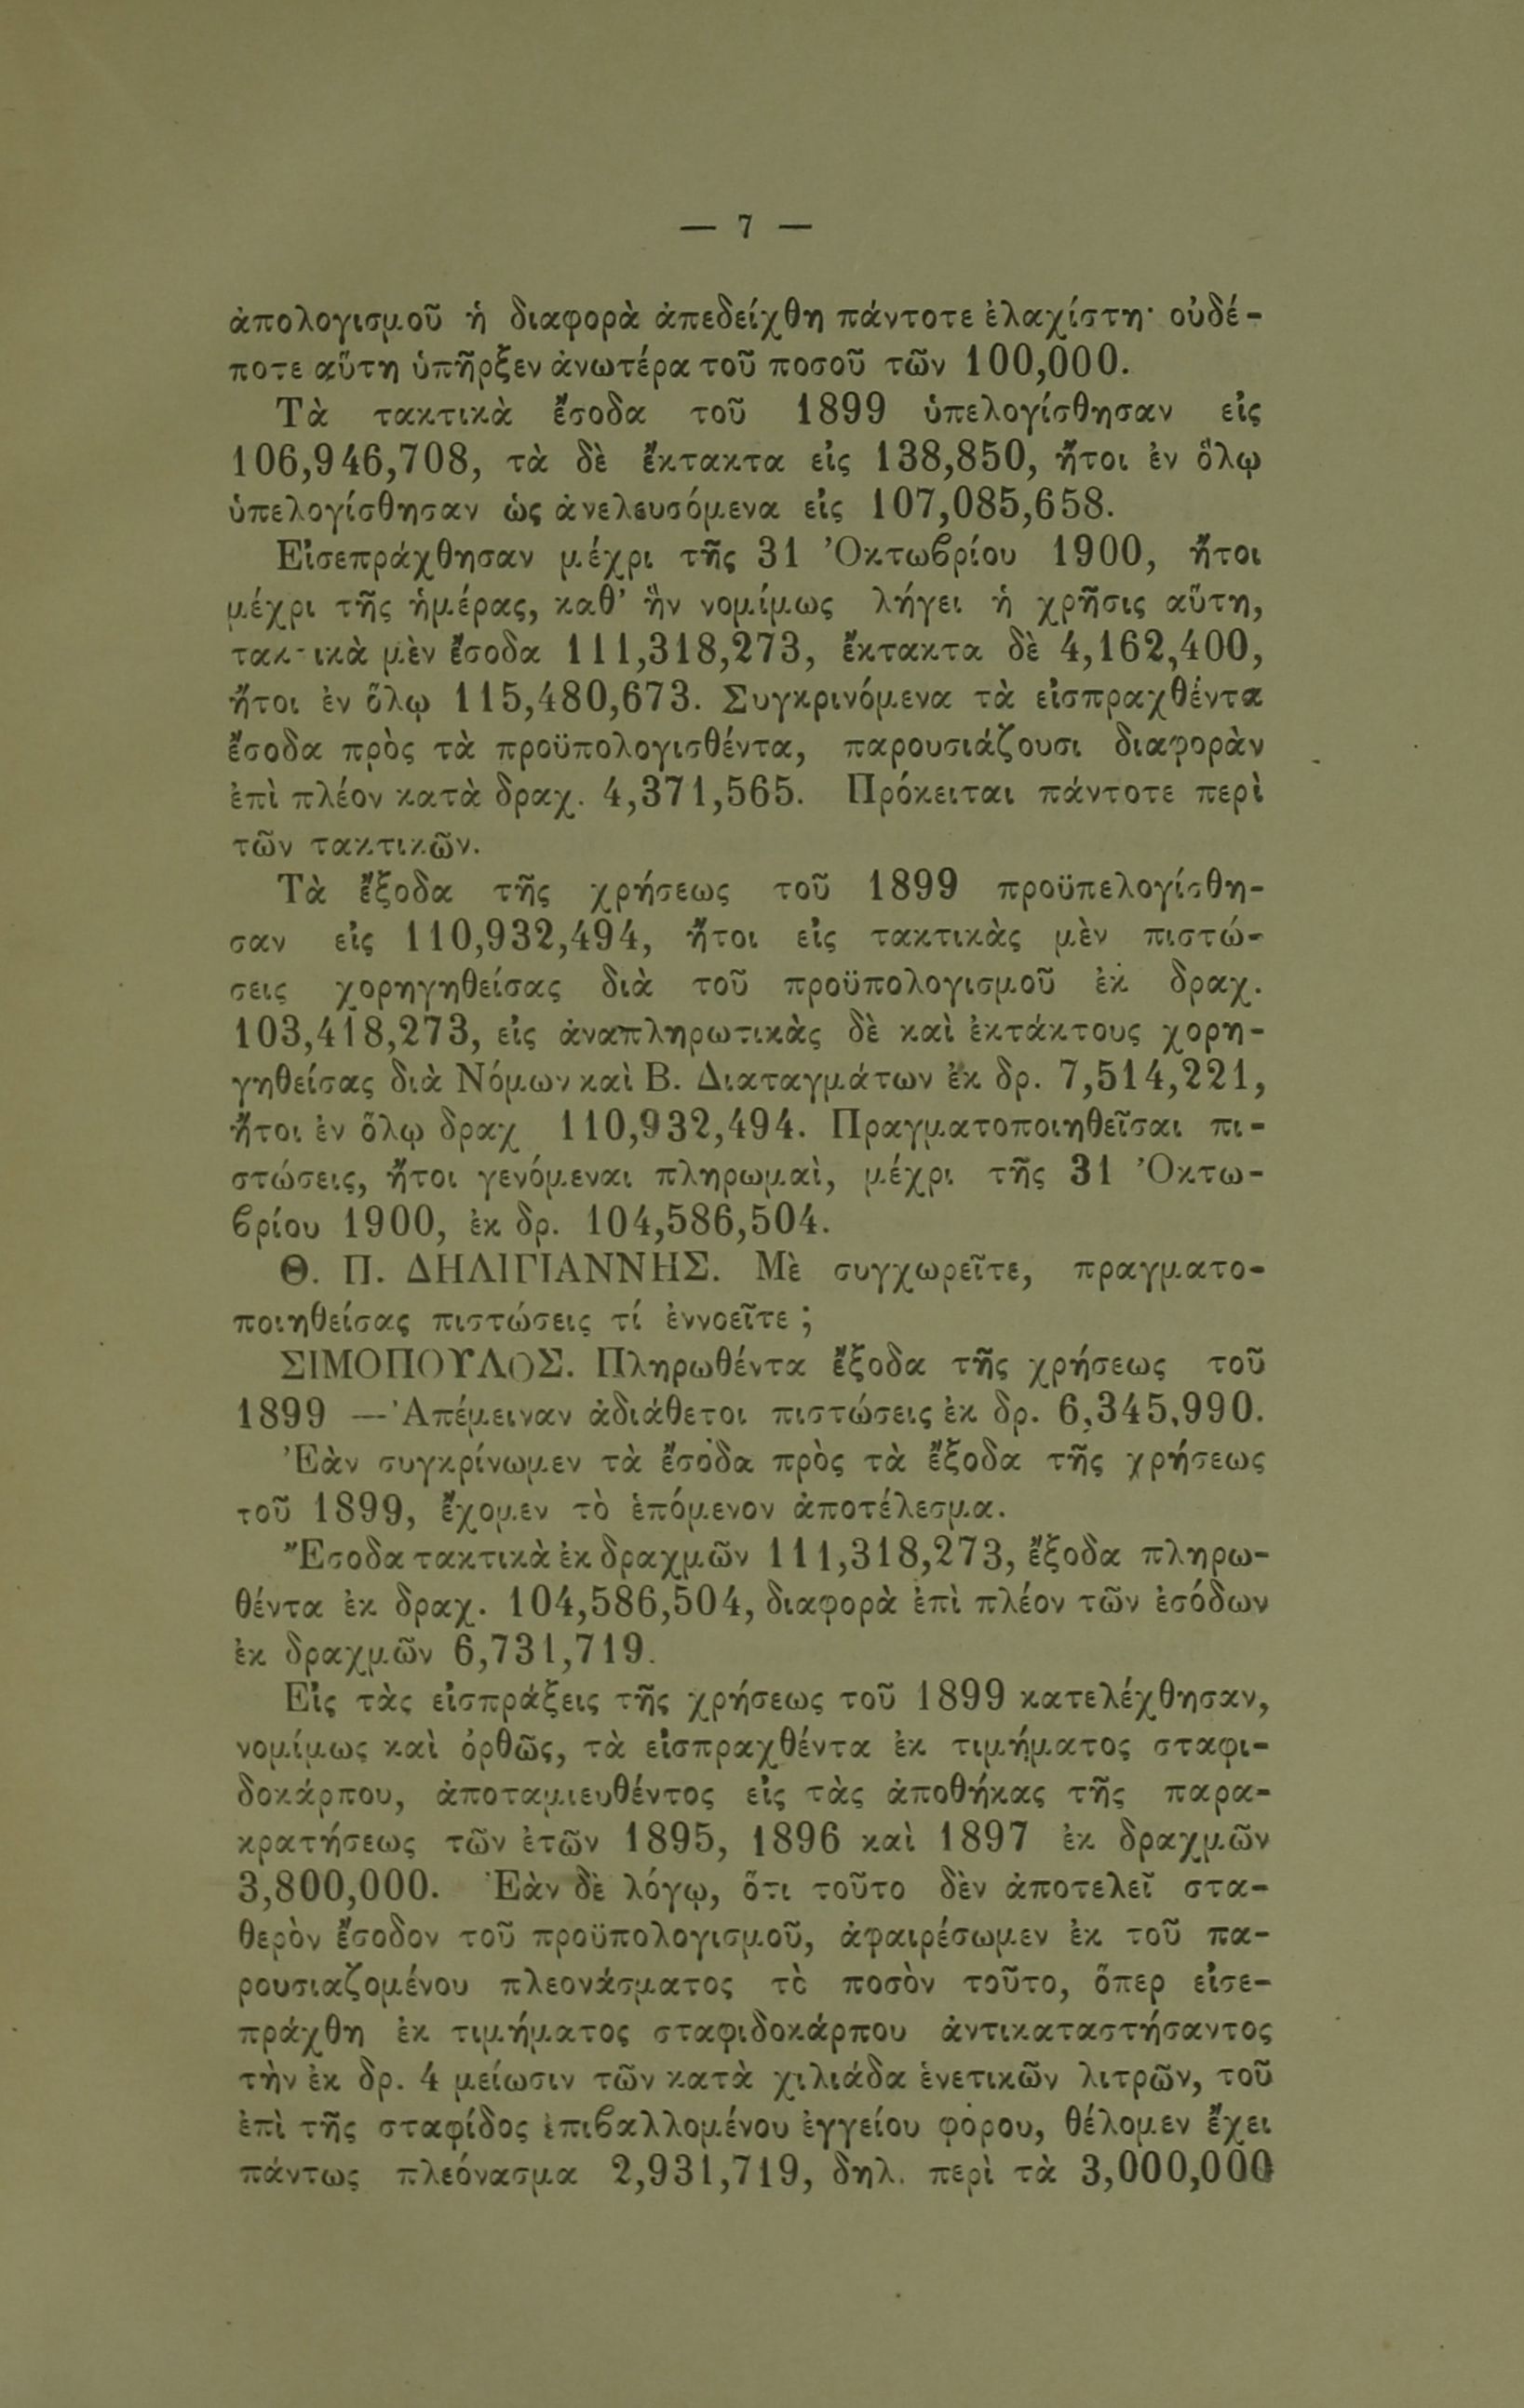 — 7 —
ἀπολογισμοῦ ἡ διαφορὰ ἀπεδείχθη πάντοτε ἐλαχίστη· οὐδέ-
ποτε αὕτη ὑπῆρξεν ἀνωτέρα τοῦ ποσοῦ τῶν 100,000.
Τὰ τακτικὰ ἔσοδα τοῦ 1899 ὑπελογίσθησαν εἰς
106,946,708, τὰ δὲ ἔκτακτα εἰς 138,850, ἤτοι ἐν ὅλῳ
ὑπελογίσθησαν ὡς ἀνελευσόμενα εἰς 107,085,658.
Εἰσεπράχθησαν μέχρι τῆς 31 Ὀκτωβρίου 1900, ἤτοι
μέχρι τῆς ἡμέρας, καθ’ ἣν νομίμως λήγει ἡ χρῆσις αὕτη,
τακτικὰ μὲν ἔσοδα 111,318,273, ἔκτακτα δὲ 4,162,400,
ἤτοι ἐν ὅλῳ 115,480,673. Συγκρινόμενα τὰ εἰσπραχθέντα
ἔσοδα πρὸς τὰ προϋπολογισθέντα, παρουσιάζουσι διαφορὰν
ἐπὶ πλέον κατὰ δραχ. 4,371,565. Πρόκειται πάντοτε περὶ
τῶν τακτικῶν.
Τὰ ἔξοδα τῆς χρήσεως τοῦ 1899 προϋπελογίσθη-
σαν εἰς 110,932,494, ἤτοι εἰς τακτικὰς μὲν πιστώ-
σεις χορηγηθείσας διὰ τοῦ προϋπολογισμοῦ ἐκ δραχ.
103,418,273, εἰς ἀναπληρωτικὰς δὲ καὶ ἐκτάκτους χορη-
γηθείσας διὰ Νόμων καὶ Β. Διαταγμάτων ἐκ δρ. 7,514,221,
ἤτοι ἐν ὅλῳ δραχ 110,932,494. Πραγματοποιηθεῖσαι πι-
στώσεις, ἤτοι γενόμεναι πληρωμαὶ, μέχρι τῆς 31 Ὀκτω-
βρίου 1900, ἐκ δρ. 104,586,504.
Θ. Π. ΔΗΛΙΓΙΑΝΝΗΣ. Μὲ συγχωρεῖτε, πραγματο-
ποιηθείσας πιστώσεις τί ἐννοεῖτε ;
ΣΙΜΟΠΟΥΛΟΣ. Πληρωθέντα ἔξοδα τῆς χρήσεως τοῦ
1899 —Ἀπέμειναν ἀδιάθετοι πιστώσεις ἐκ δρ. 6,345,990.
Ἐὰν συγκρίνωμεν τὰ ἔσοδα πρὸς τὰ ἔξοδα τῆς χρήσεως
τοῦ 1899, ἔχομεν τὸ ἑπόμενον ἀποτέλεσμα.
Ἔσοδα τακτικὰ ἐκ δραχμῶν 111,318,273, ἔξοδα πληρω-
θέντα ἐκ δραχ. 104,586,504, διαφορὰ ἐπὶ πλέον τῶν ἐσόδων
ἐκ δραχμῶν 6,731,719.
Εἰς τὰς εἰσπράξεις τῆς χρήσεως τοῦ 1899 κατελέχθησαν,
νομίμως καὶ ὀρθῶς, τὰ εἰσπραχθέντα ἐκ τιμήματος σταφι-
δοκάρπου, ἀποταμιευθέντος εἰς τὰς ἀποθήκας τῆς παρα-
κρατήσεως τῶν ἐτῶν 1895, 1896 καὶ 1897 ἐκ δραχμῶν
3,800,000. Ἐὰν δὲ λόγῳ, ὅτι τοῦτο δὲν ἀποτελεῖ στα-
θερὸν ἔσοδον τοῦ προϋπολογισμοῦ, ἀφαιρέσωμεν ἐκ τοῦ πα-
ρουσιαζομένου πλεονάσματος τὸ ποσὸν τοῦτο, ὅπερ εἰσε-
πράχθη ἐκ τιμήματος σταφιδοκάρπου ἀντικαταστήσαντος
τὴν ἐκ δρ. 4 μείωσιν τῶν κατὰ χιλιάδα ἑνετικῶν λιτρῶν, τοῦ
ἐπὶ τῆς σταφίδος ἐπιβαλλομένου ἐγγείου φόρου, θέλομεν ἔχει
πάντως πλεόνασμα 2,931,719, δηλ. περὶ τὰ 3,000,000